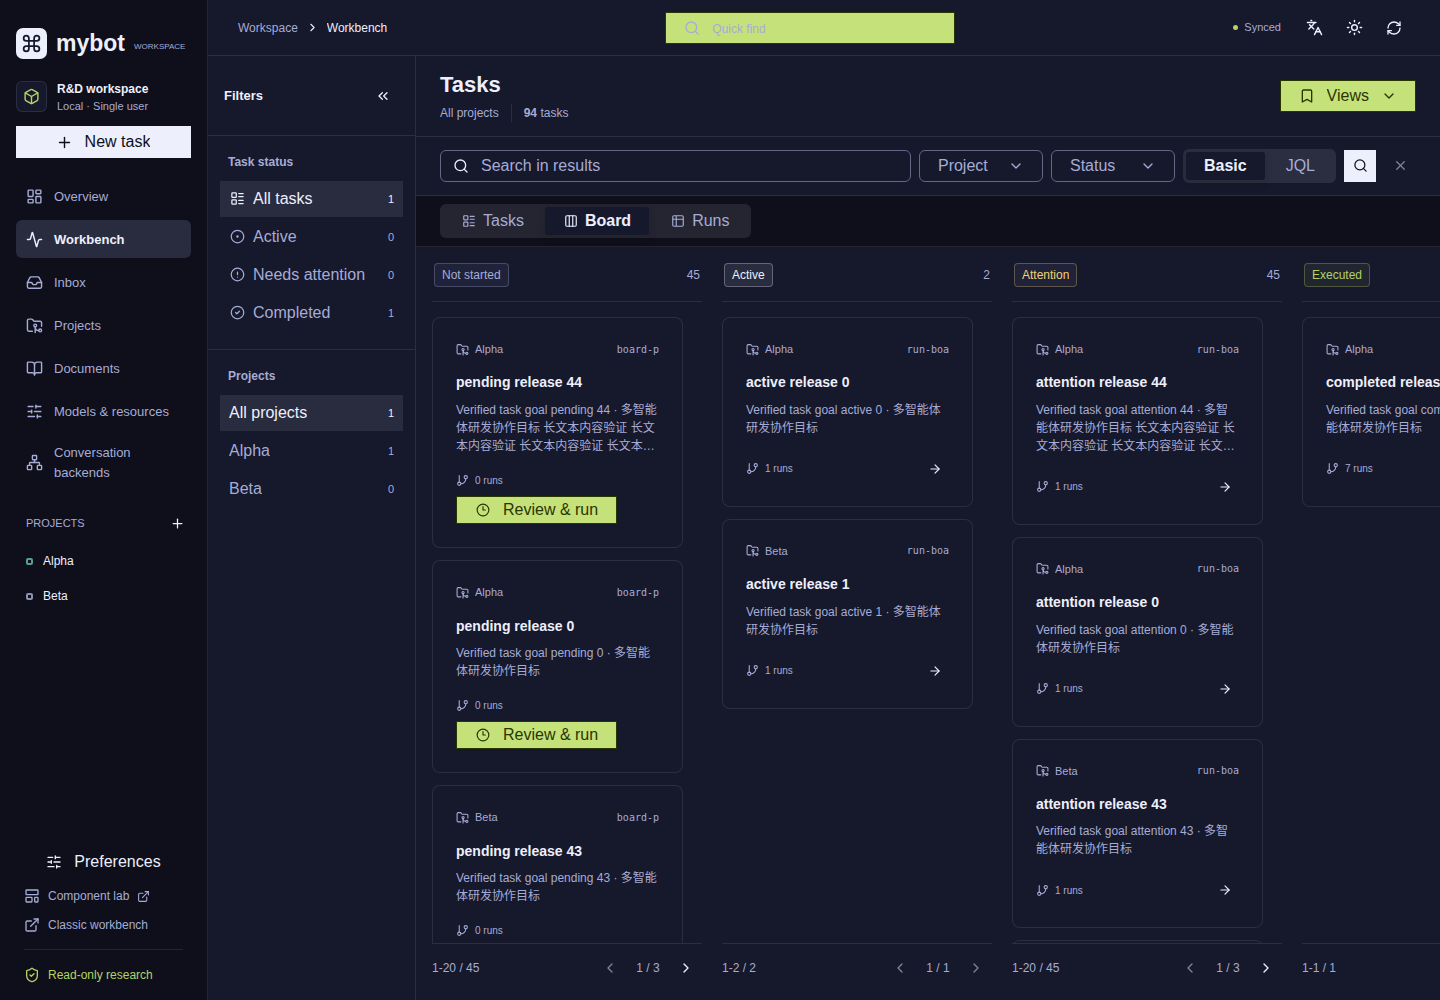 mybot WORKSPACE
R&D workspace
Local · Single user
New task
Overview
Workbench
Inbox
Projects
Documents
Models & resources
Conversation
backends
PROJECTS
Alpha
Beta
Preferences
Component lab
Classic workbench
Read-only research
Workspace Workbench
Quick find
Synced
Filters
Task status
All tasks 1
Active 0
Needs attention 0
Completed 1
Projects
All projects 1
Alpha 1
Beta 0
Tasks
All projects 94 tasks
Views
Search in results
Project
Status
Basic JQL
Tasks Board Runs
Not started 45
Alpha board-p
pending release 44
Verified task goal pending 44 · 多智能
体研发协作目标 长文本内容验证 长文
本内容验证 长文本内容验证 长文本…
0 runs
Review & run
Alpha board-p
pending release 0
Verified task goal pending 0 · 多智能
体研发协作目标
0 runs
Review & run
Beta board-p
pending release 43
Verified task goal pending 43 · 多智能
体研发协作目标
0 runs
1-20 / 45 1 / 3
Active 2
Alpha run-boa
active release 0
Verified task goal active 0 · 多智能体
研发协作目标
1 runs
Beta run-boa
active release 1
Verified task goal active 1 · 多智能体
研发协作目标
1 runs
1-2 / 2 1 / 1
Attention 45
Alpha run-boa
attention release 44
Verified task goal attention 44 · 多智
能体研发协作目标 长文本内容验证 长
文本内容验证 长文本内容验证 长文…
1 runs
Alpha run-boa
attention release 0
Verified task goal attention 0 · 多智能
体研发协作目标
1 runs
Beta run-boa
attention release 43
Verified task goal attention 43 · 多智
能体研发协作目标
1 runs
1-20 / 45 1 / 3
Executed
Alpha
completed releas
Verified task goal com
能体研发协作目标
7 runs
1-1 / 1